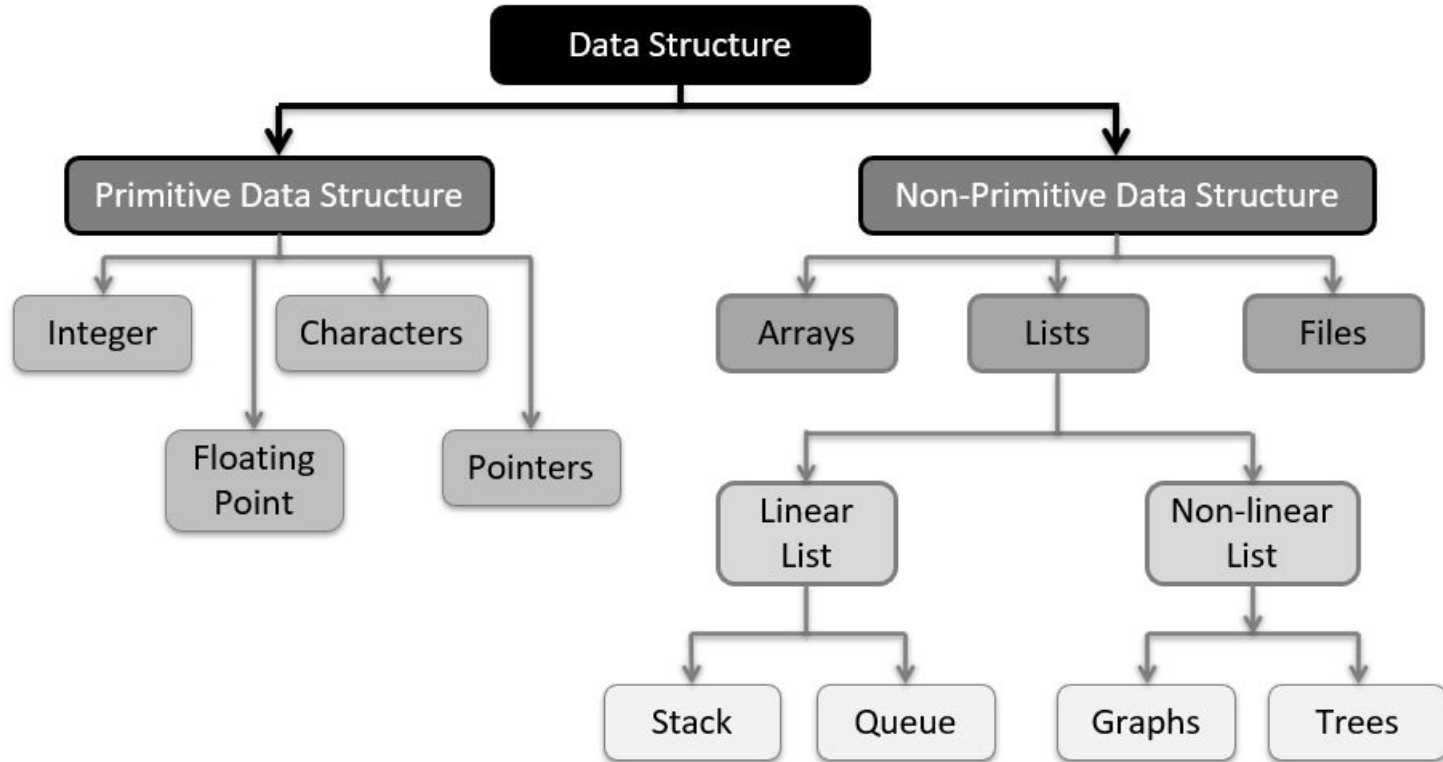 Data Structure
Primitive Data Structure
Non-Primitive Data Structure
Integer
Characters
Arrays
Lists
Files
Floating
Point
Pointers
Linear
List
Non-linear
List
Stack
Queue
Graphs
Trees